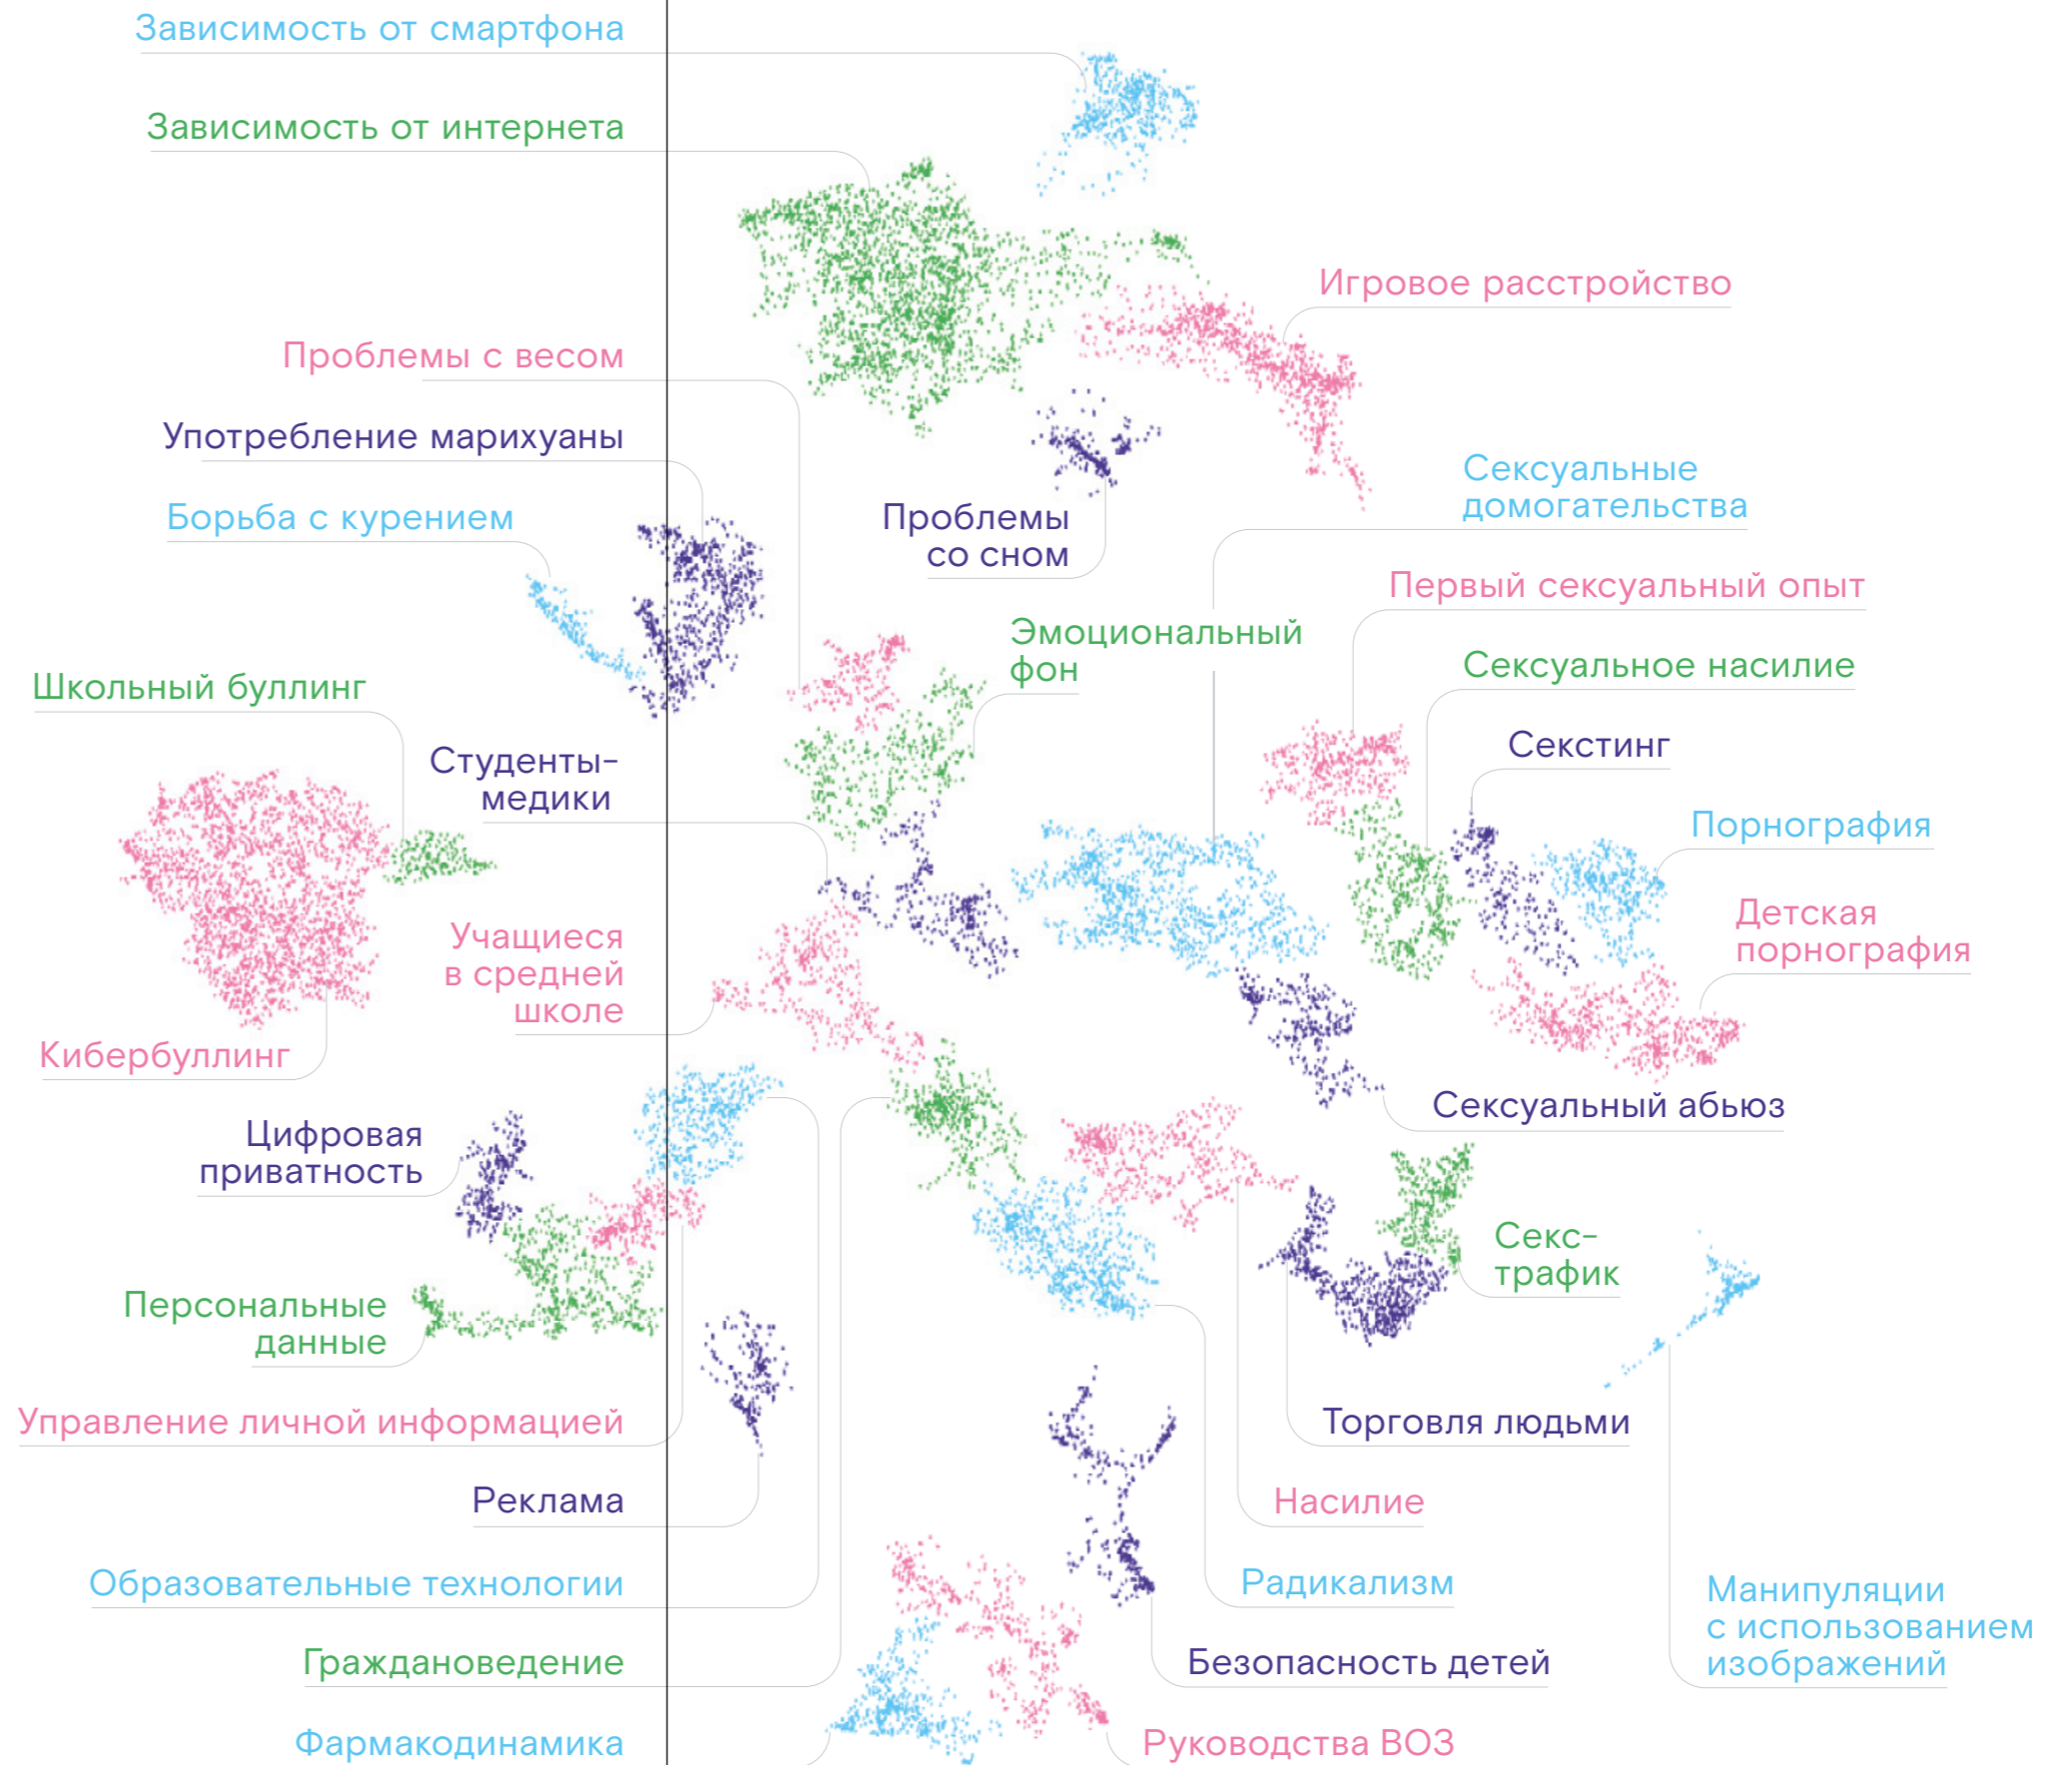 Зависимость от смартфона
Зависимость от интернета
Игровое расстройство
Проблемы с весом
Употребление марихуаны
Борьба с курением
Проблемы
со сном
Сексуальные
домогательства
Первый сексуальный опыт
Эмоциональный
фон
Сексуальное насилие
Школьный буллинг
Студенты-
медики
Секстинг
Порнография
Детская
порнография
Учащиеся
в средней
школе
Кибербуллинг
Сексуальный абьюз
Цифровая
приватность
Секс-
трафик
Персональные
данные
Управление личной информацией
Торговля людьми
Реклама
Насилие
Образовательные технологии
Радикализм
Манипуляции
с использованием
изображений
Граждановедение
Безопасность детей
Фармакодинамика
Руководства ВОЗ